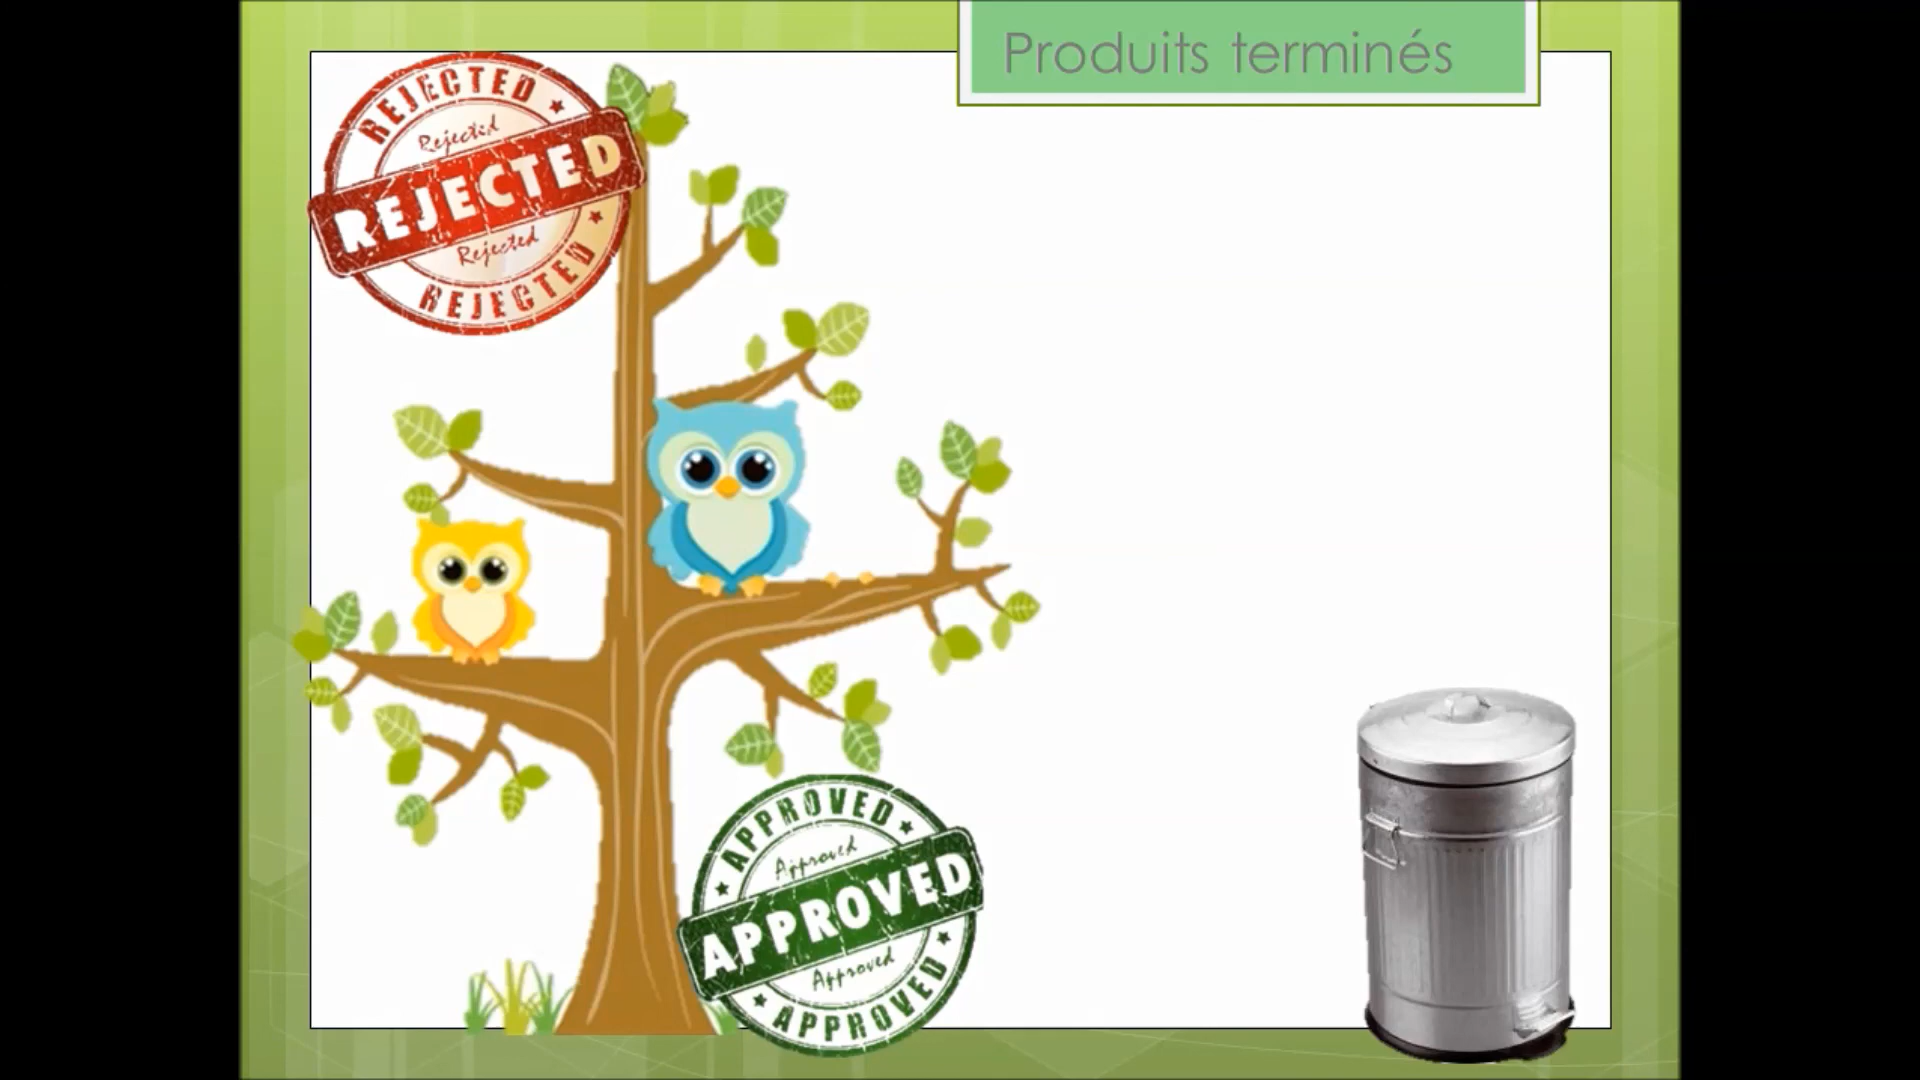 Produits terminés
REJECTED
Rejected
REJECTED
Rejected
REJECTED
APPROVED
Approved
APPROVED
Approved
APPROVED